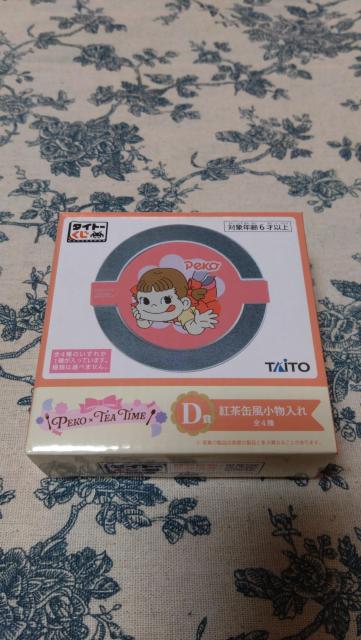 タイトー
くじ
対象年齢6才以上
Peko
全4種のいずれか
1種が入っています。
種類は選べません。
TAITO
PEKO × TEA TIME
D賞
紅茶缶風小物入れ
全4種